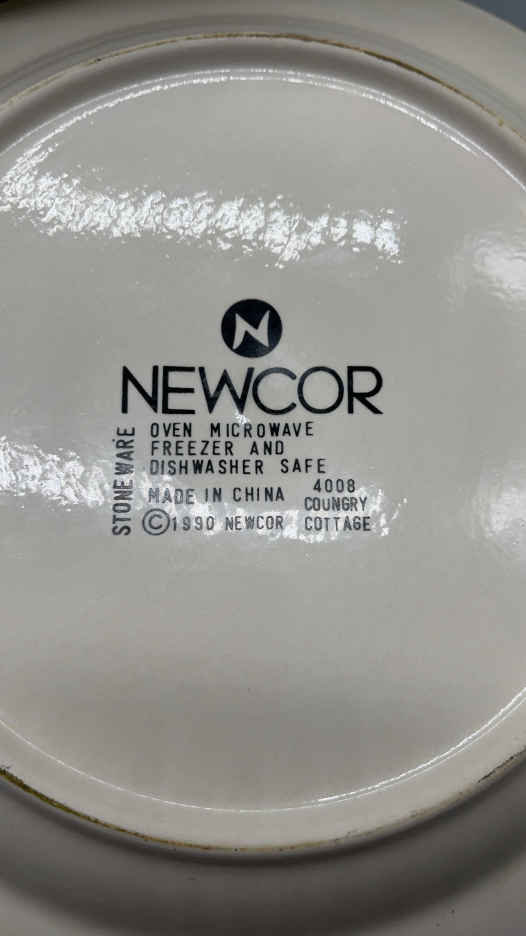 N
NEWCOR
STONEWARE
OVEN MICROWAVE
FREEZER AND
DISHWASHER SAFE
MADE IN CHINA
©1990 NEWCOR
4008
COUNGRY
COTTAGE